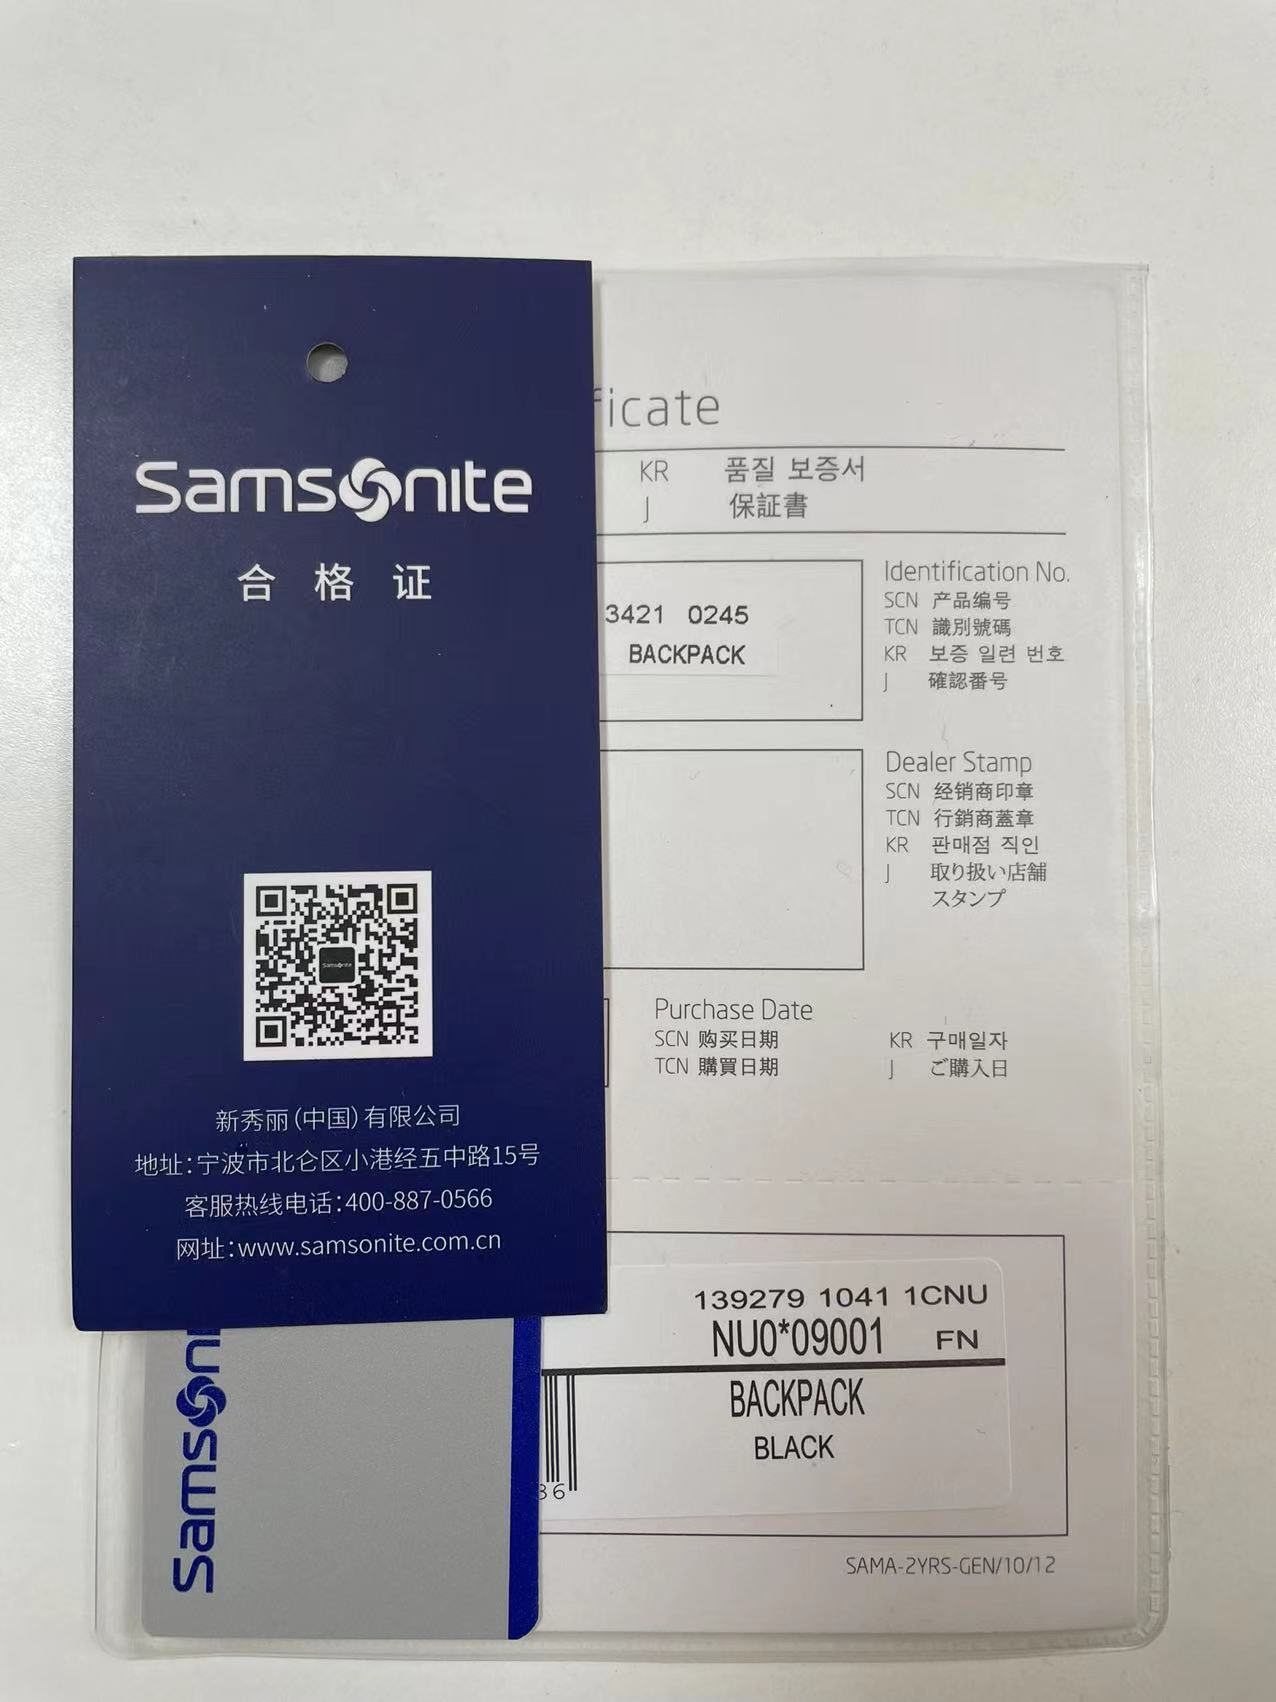 Samsonite
合格证
Samsonite
新秀丽(中国)有限公司
地址:宁波市北仑区小港经五中路15号
客服热线电话:400-887-0566
网址:www.samsonite.com.cn
ficate
KR 품질 보증서
J 保証書
3421 0245
BACKPACK
Identification No.
SCN 产品编号
TCN 識別號碼
KR 보증 일련 번호
J 確認番号
Dealer Stamp
SCN 经销商印章
TCN 行銷商蓋章
KR 판매점 직인
J 取り扱い店舗
スタンプ
Purchase Date
SCN 购买日期
TCN 購買日期
KR 구매일자
J ご購入日
139279 1041 1CNU
NU0*09001 FN
BACKPACK
BLACK
36
SAMA-2YRS-GEN/10/12
Samsoni